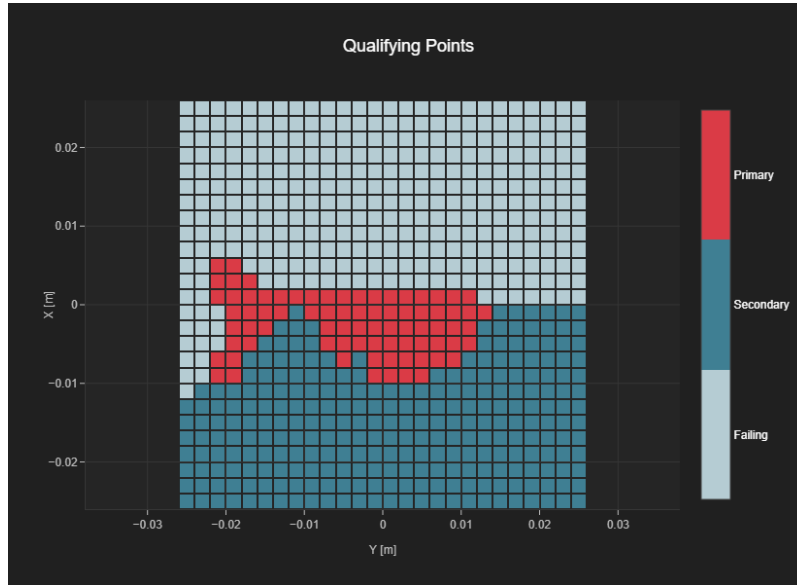 Qualifying Points
0.02
0.01
0
−0.01
−0.02
X [m]
−0.03
−0.02
−0.01
0
0.01
0.02
0.03
Y [m]
Primary
Secondary
Failing